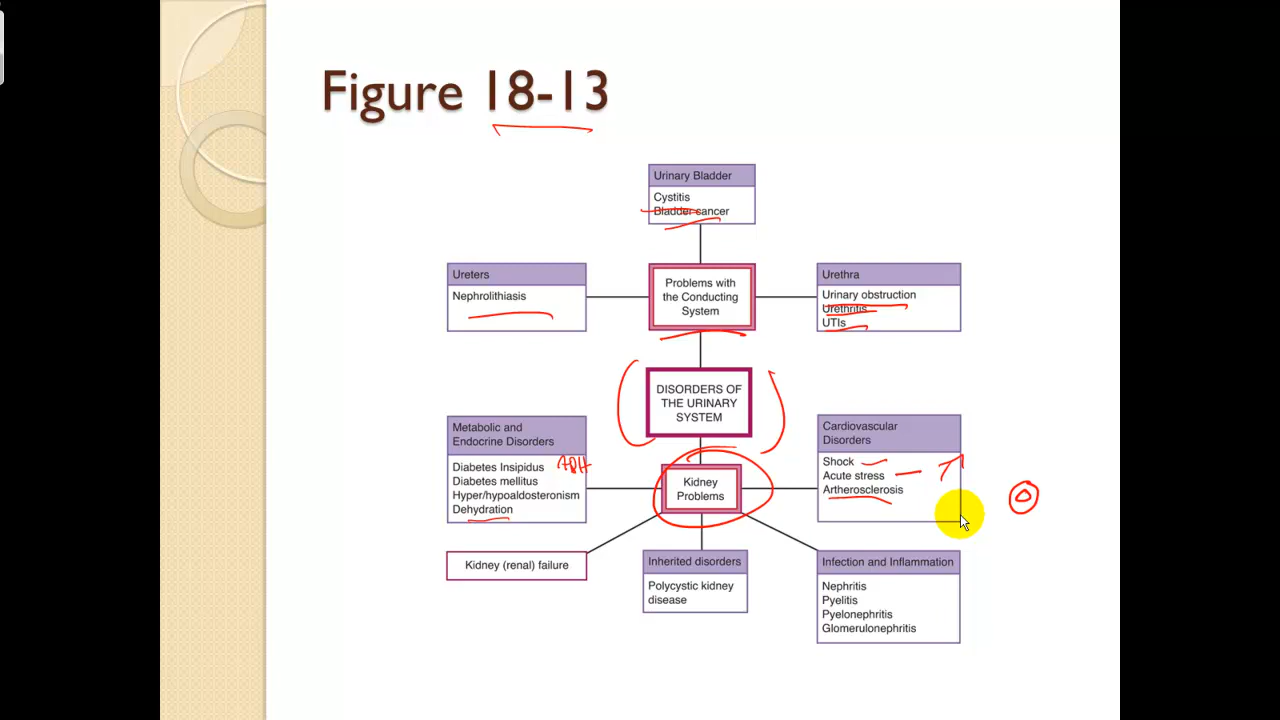 Figure 18-13
Urinary Bladder
Cystitis
Bladder cancer
Ureters
Nephrolithiasis
Problems with
the Conducting
System
Urethra
Urinary obstruction
Urethritis
UTIs
DISORDERS OF
THE URINARY
SYSTEM
Metabolic and
Endocrine Disorders
Diabetes Insipidus ADH
Diabetes mellitus
Hyper/hypoaldosteronism
Dehydration
Kidney
Problems
Cardiovascular
Disorders
Shock
Acute stress
Artherosclerosis
Kidney (renal) failure
Inherited disorders
Polycystic kidney
disease
Infection and Inflammation
Nephritis
Pyelitis
Pyelonephritis
Glomerulonephritis